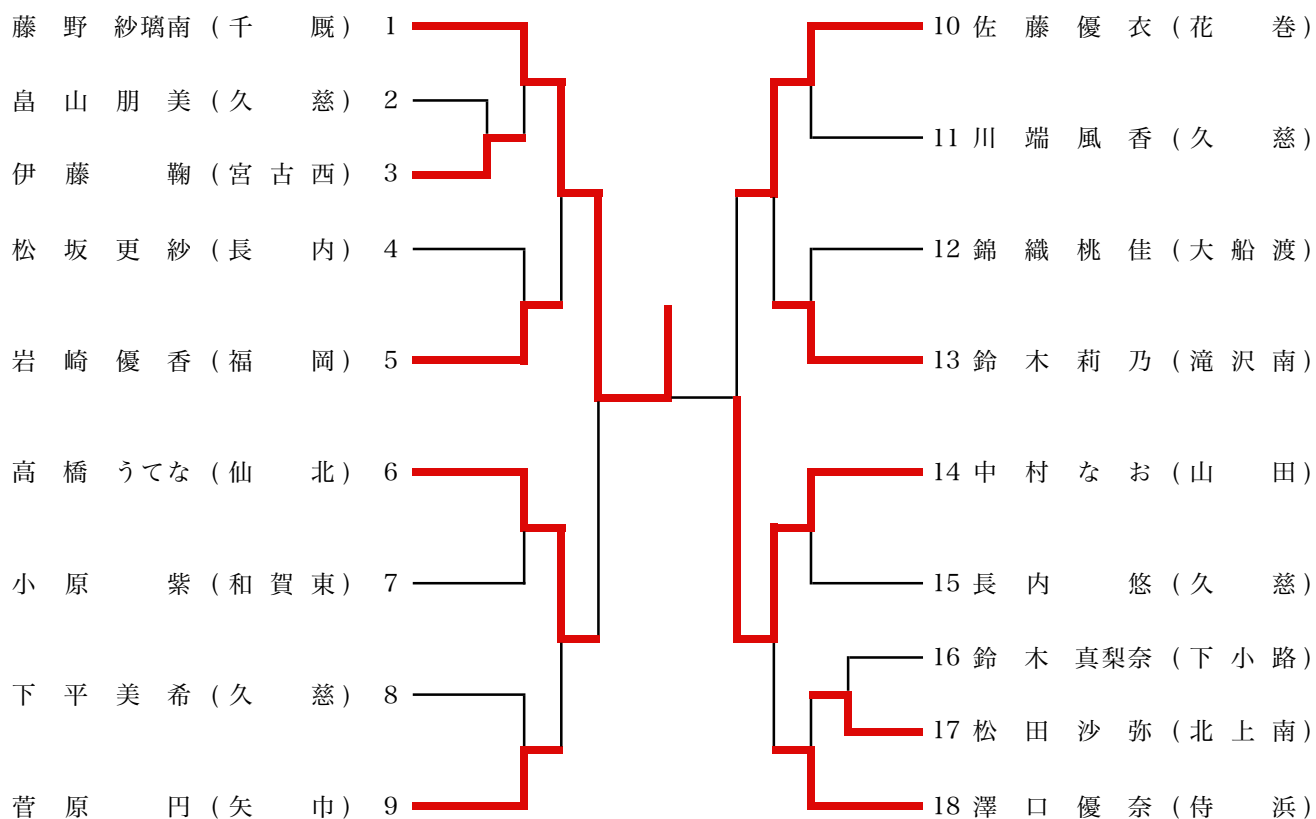 藤野紗璃南(千厩) 1
畠山朋美(久慈) 2
伊藤鞠(宮古西) 3
松坂更紗(長内) 4
岩崎優香(福岡) 5
高橋うてな(仙北) 6
小原紫(和賀東) 7
下平美希(久慈) 8
菅原円(矢巾) 9
10 佐藤優衣(花巻)
11 川端風香(久慈)
12 錦織桃佳(大船渡)
13 鈴木莉乃(滝沢南)
14 中村なお(山田)
15 長内悠(久慈)
16 鈴木真梨奈(下小路)
17 松田沙弥(北上南)
18 澤口優奈(侍浜)